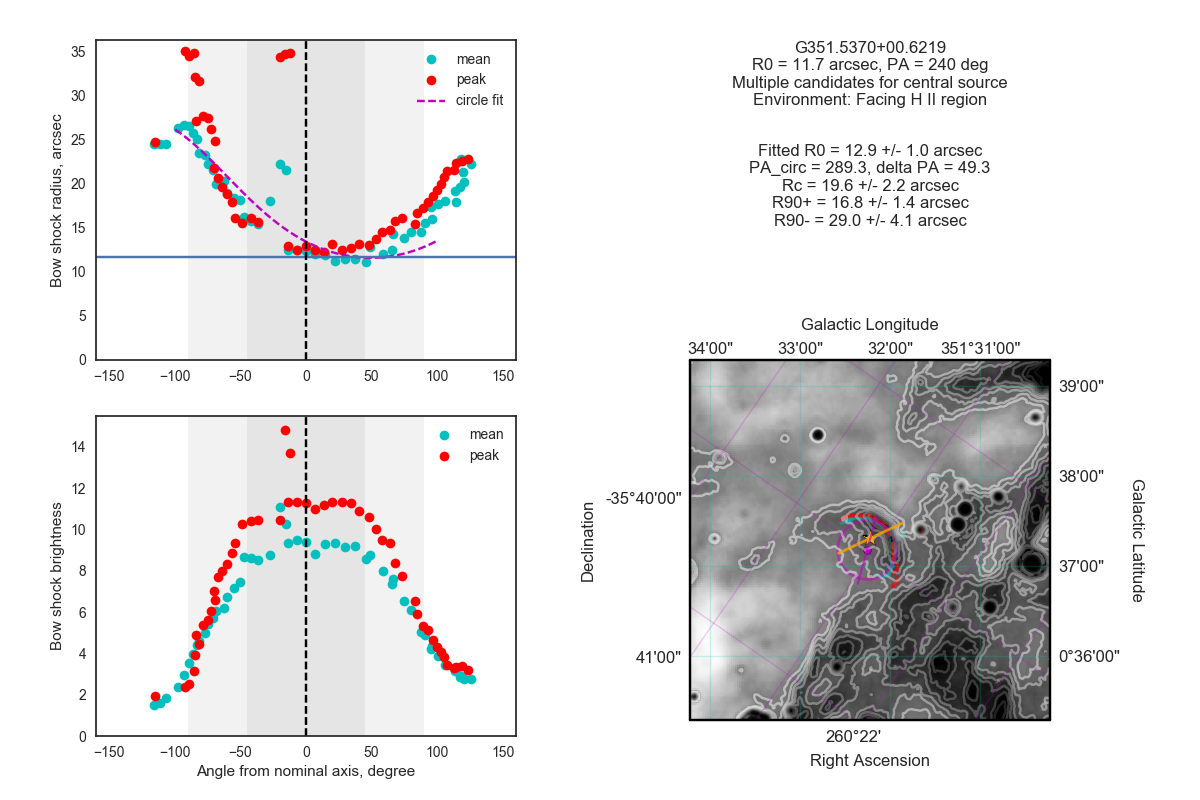 35
30
25
20
15
10
5
0
Bow shock radius, arcsec
mean
peak
circle fit
−150
−100
−50
0
50
100
150
14
12
10
8
6
4
2
0
Bow shock brightness
mean
peak
−150
−100
−50
0
50
100
150
Angle from nominal axis, degree
G351.5370+00.6219
R0 = 11.7 arcsec, PA = 240 deg
Multiple candidates for central source
Environment: Facing H II region
Fitted R0 = 12.9 +/- 1.0 arcsec
PA_circ = 289.3, delta PA = 49.3
Rc = 19.6 +/- 2.2 arcsec
R90+ = 16.8 +/- 1.4 arcsec
R90- = 29.0 +/- 4.1 arcsec
Galactic Longitude
34'00"
33'00"
32'00"
351°31'00"
39'00"
38'00"
37'00"
0°36'00"
Galactic Latitude
-35°40'00"
41'00"
Declination
260°22'
Right Ascension